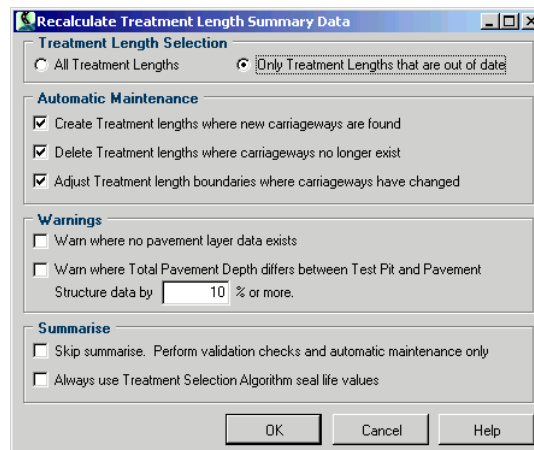 Recalculate Treatment Length Summary Data
Treatment Length Selection
All Treatment Lengths
Only Treatment Lengths that are out of date
Automatic Maintenance
Create Treatment lengths where new carriageways are found
Delete Treatment lengths where carriageways no longer exist
Adjust Treatment length boundaries where carriageways have changed
Warnings
Warn where no pavement layer data exists
Warn where Total Pavement Depth differs between Test Pit and Pavement
Structure data by 10 % or more.
Summarise
Skip summarise. Perform validation checks and automatic maintenance only
Always use Treatment Selection Algorithm seal life values
OK Cancel Help